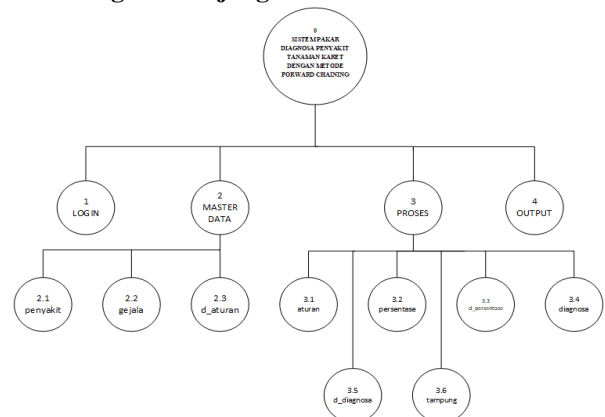 0
SISTEM PAKAR
DIAGNOSA PENYAKIT
TANAMAN KARET
DENGAN METODE
FORWARD CHAINING
1
LOGIN
2
MASTER
DATA
3
PROSES
4
OUTPUT
2.1
penyakit
2.2
gejala
2.3
d_aturan
3.1
aturan
3.2
persentase
3.3
d_persentase
3.4
diagnosa
3.5
d_diagnosa
3.6
tampung